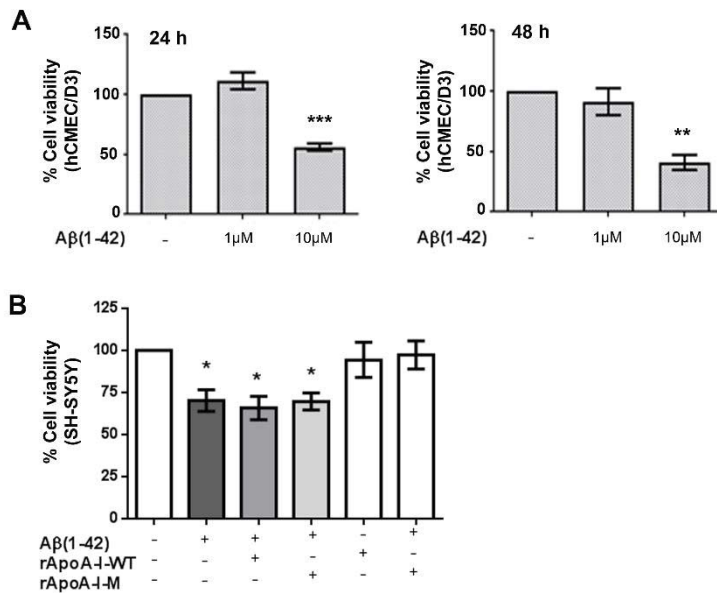 A
24 h
% Cell viability
(hCMEC/D3)
150
100
50
0
***
Aβ(1-42) - 1µM 10µM
48 h
% Cell viability
(hCMEC/D3)
150
100
50
0
**
Aβ(1-42) - 1µM 10µM
B
% Cell viability
(SH-SY5Y)
125
100
75
50
25
0
* * *
Aβ(1-42) - + + + - +
rApoA-I-WT - - + - + -
rApoA-I-M - - - + - +